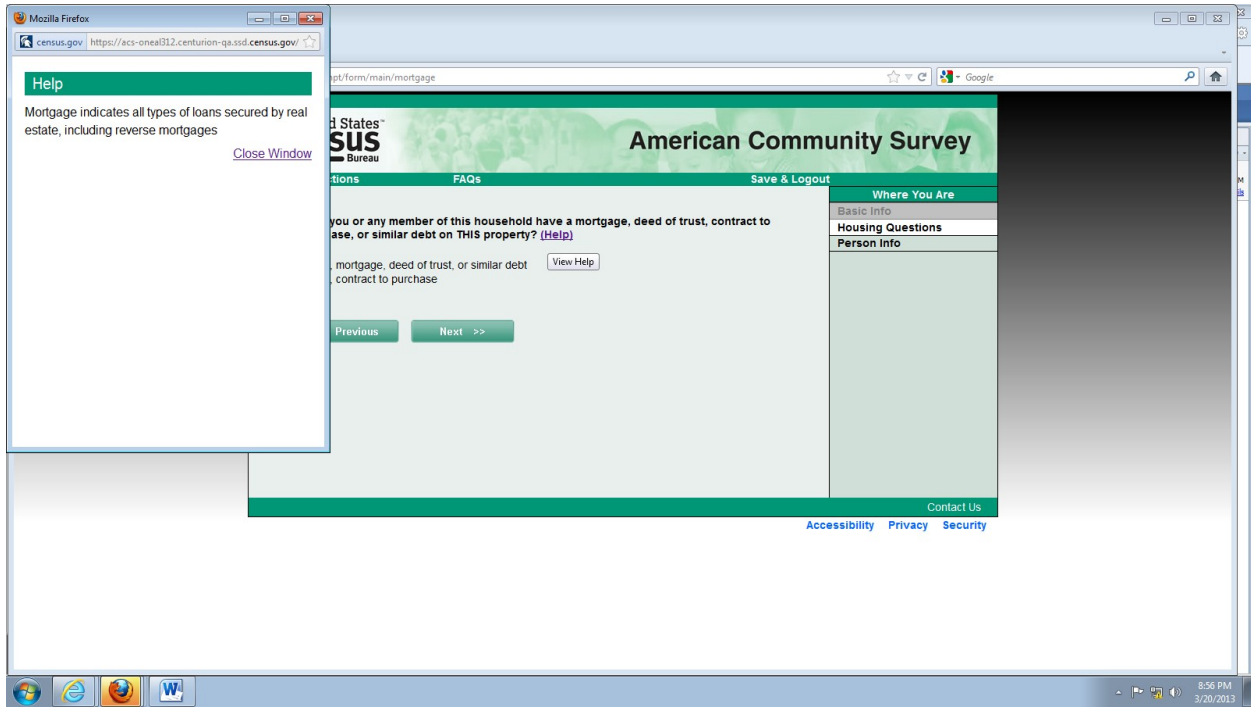 Mozilla Firefox
census.gov https://acs-oneal312.centurion-qa.ssd.census.gov/
Help
Mortgage indicates all types of loans secured by real
estate, including reverse mortgages
Close Window
pt/form/main/mortgage
Google
d States
sus
Bureau
American Community Survey
tions FAQs Save & Logout
you or any member of this household have a mortgage, deed of trust, contract to
ase, or similar debt on THIS property? (Help)
, mortgage, deed of trust, or similar debt
, contract to purchase
View Help
Previous Next >>
Where You Are
Basic Info
Housing Questions
Person Info
Contact Us
Accessibility Privacy Security
W
8:56 PM
3/20/2013